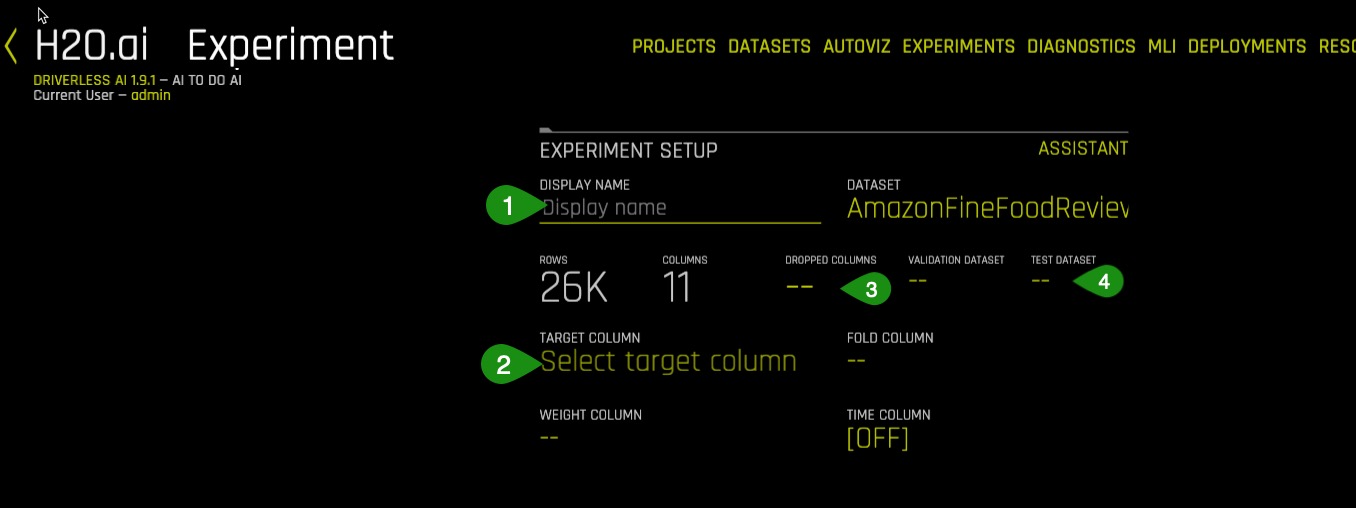 H2O.ai Experiment
PROJECTS DATASETS AUTOVIZ EXPERIMENTS DIAGNOSTICS MLI DEPLOYMENTS
DRIVERLESS AI 1.9.1 – AI TO DO AI
Current User – admin
EXPERIMENT SETUP ASSISTANT
DISPLAY NAME DATASET
1 Display name AmazonFineFoodReview
ROWS COLUMNS DROPPED COLUMNS VALIDATION DATASET TEST DATASET
26K 11 -- 3 -- -- 4
TARGET COLUMN FOLD COLUMN
2 Select target column --
WEIGHT COLUMN TIME COLUMN
-- [OFF]